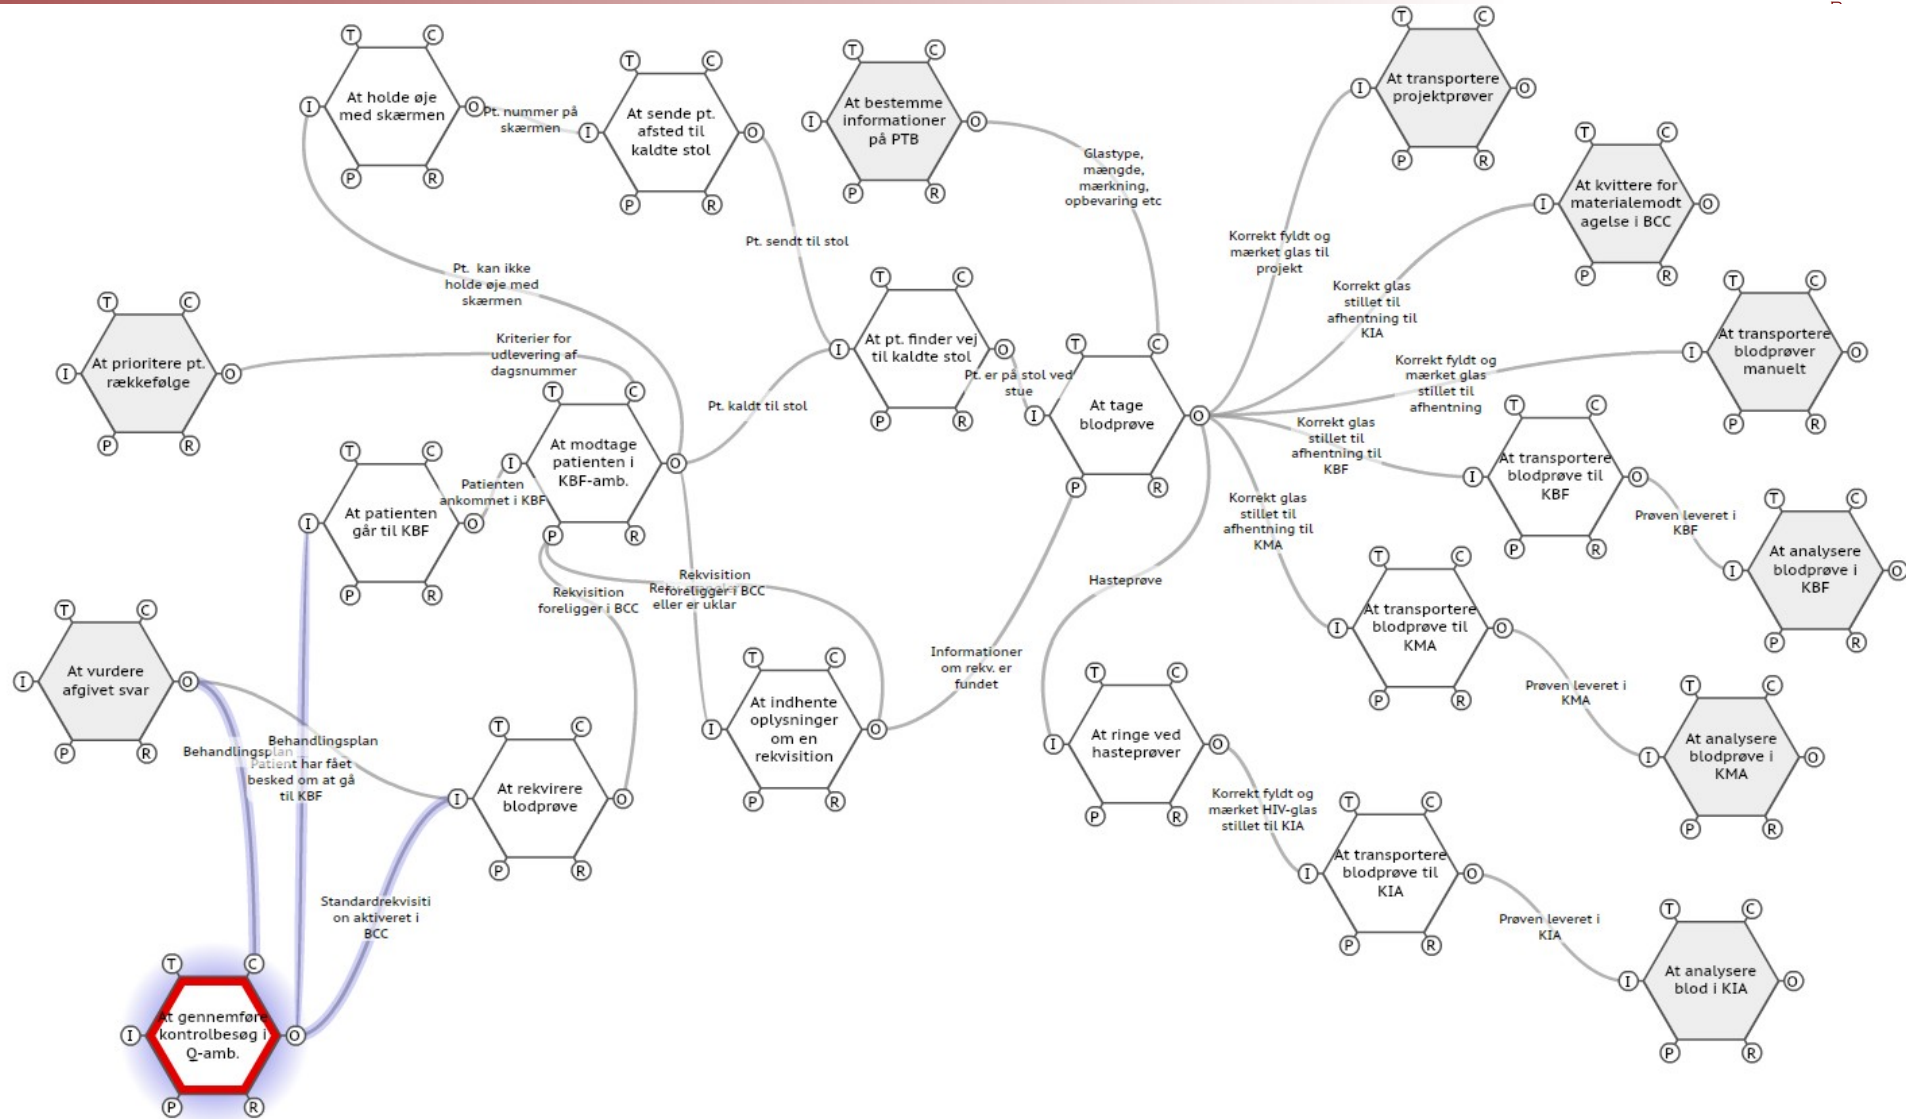 T
C
I
At holde øje
med skærmen
O
P
R
Pt. nummer på
skærmen
T
C
I
At sende pt.
afsted til
kaldte stol
O
P
R
T
C
I
At bestemme
informationer
på PTB
O
P
R
Glastype,
mængde,
mærkning,
opbevaring etc
T
C
I
At transportere
projektprøver
O
P
R
T
C
I
At kvittere for
materialemodt
agelse i BCC
O
P
R
Korrekt fyldt og
mærket glas til
projekt
Pt. sendt til stol
Pt. kan ikke
holde øje med
skærmen
Korrekt glas
stillet til
afhentning til
KIA
T
C
I
At transportere
blodprøver
manuelt
O
P
R
T
C
I
At prioritere pt.
rækkefølge
O
P
R
Kriterier for
udlevering af
dagsnummer
T
C
I
At pt. finder vej
til kaldte stol
O
P
R
Pt. er på stol ved
stue
T
C
I
At tage
blodprøve
O
P
R
Korrekt fyldt og
mærket glas
stillet til
afhentning
Pt. kaldt til stol
T
C
I
At modtage
patienten i
KBF-amb.
O
P
R
T
C
I
At patienten
går til KBF
O
P
R
Patienten
ankommet i KBF
Korrekt glas
stillet til
afhentning til
KBF
T
C
I
At transportere
blodprøve til
KBF
O
P
R
Prøven leveret i
KBF
T
C
I
At analysere
blodprøve i
KBF
O
P
R
Korrekt glas
stillet til
afhentning til
KMA
T
C
I
At transportere
blodprøve til
KMA
O
P
R
Hasteprøve
Rekvisition
foreligger i BCC
Rekvisition
foreligger i BCC
eller er uklar
T
C
I
At vurdere
afgivet svar
O
P
R
Informationer
om rekv. er
fundet
T
C
I
At indhente
oplysninger
om en
rekvisition
O
P
R
T
C
I
At ringe ved
hasteprøver
O
P
R
Prøven leveret i
KMA
T
C
I
At analysere
blodprøve i
KMA
O
P
R
Behandlingsplan
Behandlingsplan
Patient har fået
besked om at gå
til KBF
T
C
I
At rekvirere
blodprøve
O
P
R
Korrekt fyldt og
mærket HIV-glas
stillet til KIA
T
C
I
At transportere
blodprøve til
KIA
O
P
R
Standardrekvisiti
on aktiveret i
BCC
Prøven leveret i
KIA
T
C
I
At analysere
blod i KIA
O
P
R
T
C
I
At gennemføre
kontrolbesøg i
Q-amb.
O
P
R